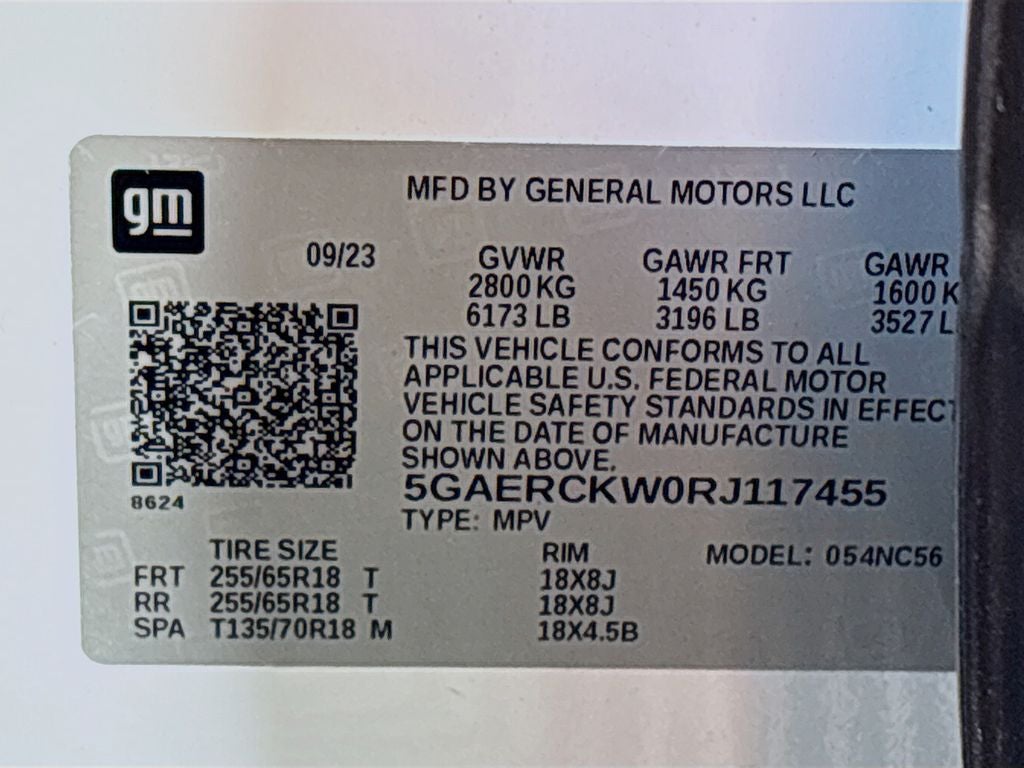 gm
MFD BY GENERAL MOTORS LLC
09/23 GVWR GAWR FRT GAWR
2800 KG 1450 KG 1600 K
6173 LB 3196 LB 3527 L
THIS VEHICLE CONFORMS TO ALL
APPLICABLE U.S. FEDERAL MOTOR
VEHICLE SAFETY STANDARDS IN EFFECT
ON THE DATE OF MANUFACTURE
SHOWN ABOVE.
8624
5GAERCKW0RJ117455
TYPE: MPV
TIRE SIZE RIM MODEL: 054NC56
FRT 255/65R18 T 18X8J
RR 255/65R18 T 18X8J
SPA T135/70R18 M 18X4.5B